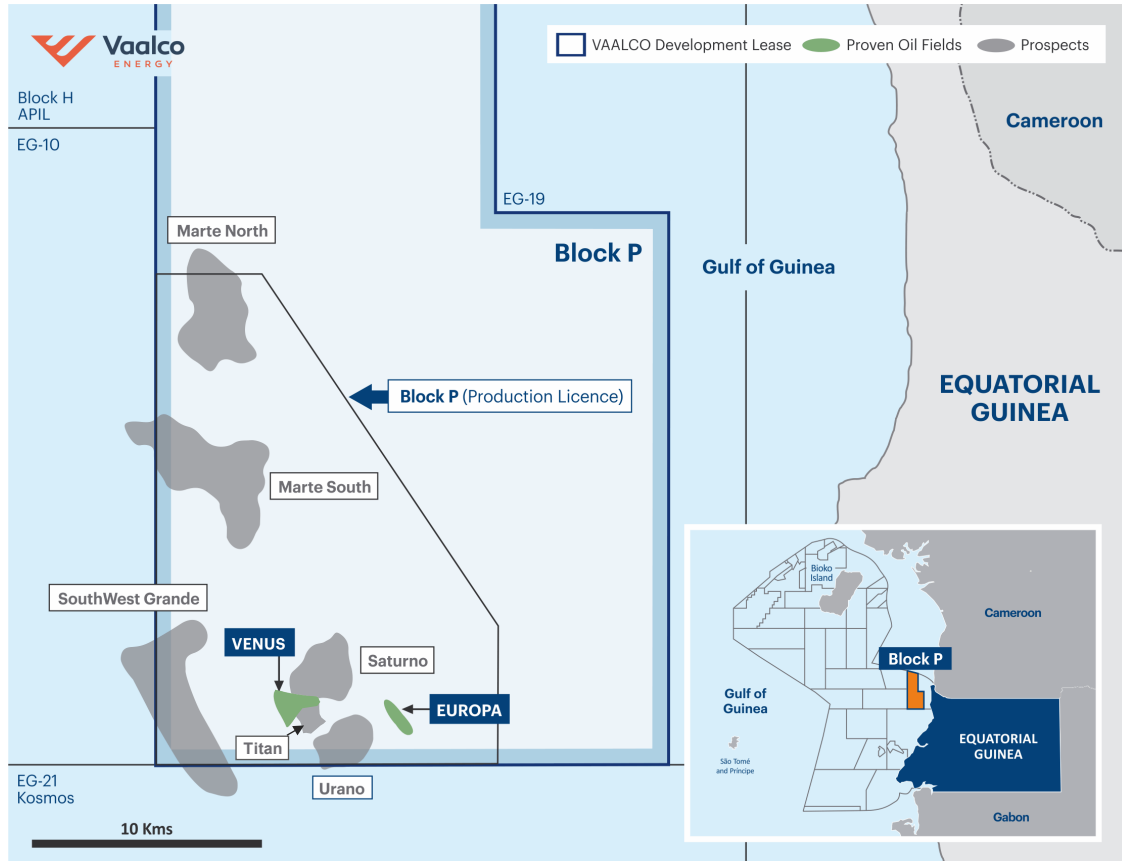 Vaalco
ENERGY
VAALCO Development Lease
Proven Oil Fields
Prospects
Block H
APIL
EG-10
Cameroon
EG-19
Marte North
Block P
Gulf of Guinea
EQUATORIAL
GUINEA
Block P (Production Licence)
Marte South
SouthWest Grande
VENUS
Saturno
EUROPA
Titan
Urano
EG-21
Kosmos
10 Kms
Bioko
Island
Cameroon
Block P
Gulf of
Guinea
EQUATORIAL
GUINEA
São Tomé
and Príncipe
Gabon